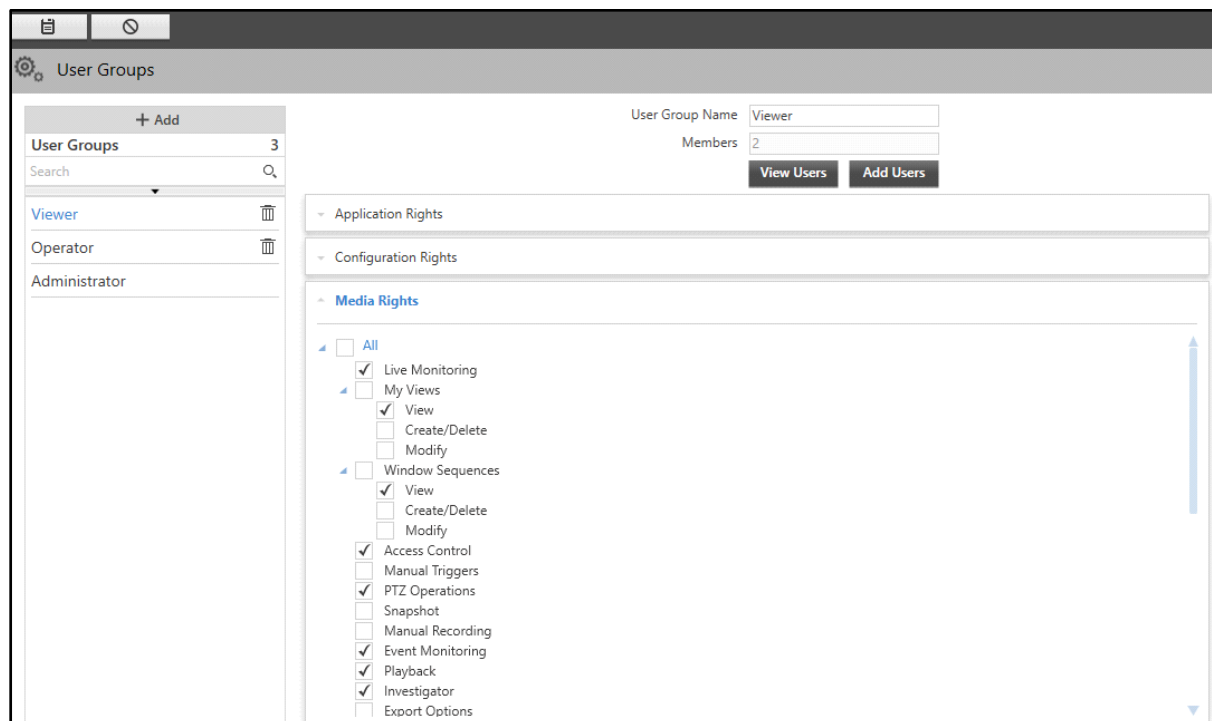 User Groups
+ Add
User Groups 3
Search
Viewer
Operator
Administrator
User Group Name Viewer
Members 2
View Users Add Users
Application Rights
Configuration Rights
Media Rights
All
Live Monitoring
My Views
View
Create/Delete
Modify
Window Sequences
View
Create/Delete
Modify
Access Control
Manual Triggers
PTZ Operations
Snapshot
Manual Recording
Event Monitoring
Playback
Investigator
Export Options